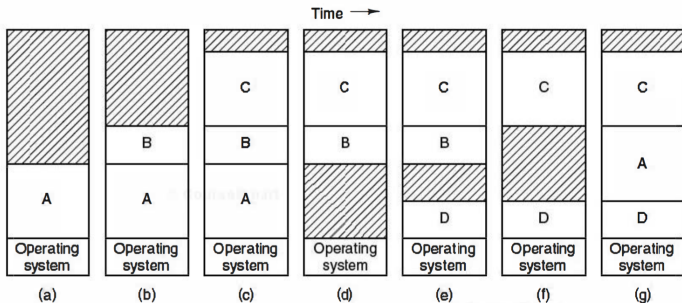 Time
C C C C C
B B B B
A A A A
D D D
Operating system Operating system Operating system Operating system Operating system Operating system Operating system
(a) (b) (c) (d) (e) (f) (g)